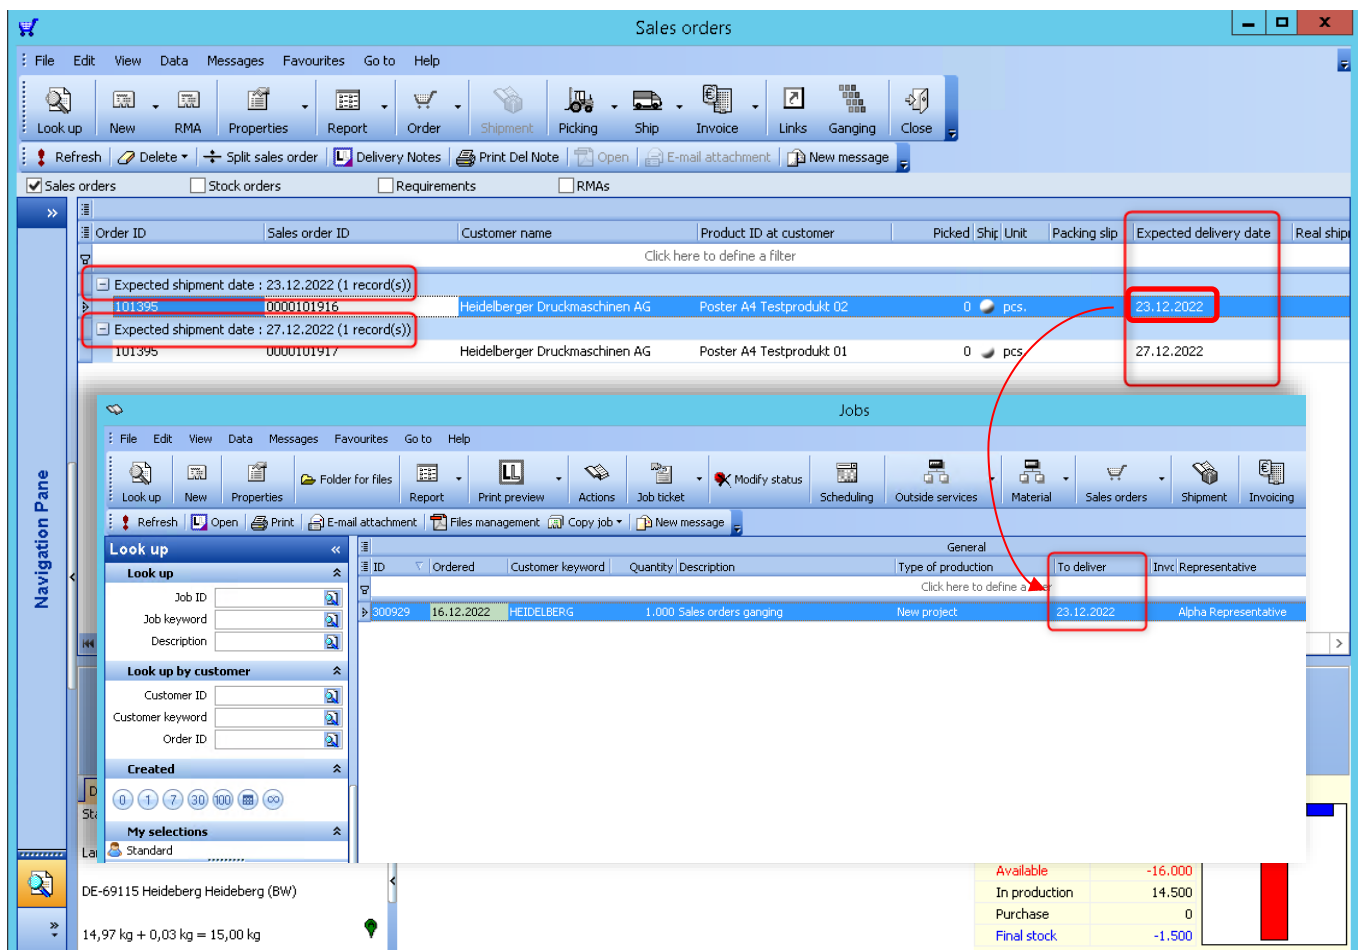 Sales orders
File Edit View Data Messages Favourites Go to Help
Look up New RMA Properties Report Order Shipment Picking Ship Invoice Links Ganging Close
Refresh Delete Split sales order Delivery Notes Print Del Note Open E-mail attachment New message
Sales orders Stock orders Requirements RMAs
Order ID Sales order ID Customer name Product ID at customer Picked Ship Unit Packing slip Expected delivery date Real shipm
Click here to define a filter
Expected shipment date : 23.12.2022 (1 record(s))
101395 0000101916 Heidelberger Druckmaschinen AG Poster A4 Testprodukt 02 0 pcs. 23.12.2022
Expected shipment date : 27.12.2022 (1 record(s))
101395 0000101917 Heidelberger Druckmaschinen AG Poster A4 Testprodukt 01 0 pcs. 27.12.2022
Navigation Pane
Jobs
File Edit View Data Messages Favourites Go to Help
Look up New Properties Folder for files Report Print preview Actions Job ticket Modify status Scheduling Outside services Material Sales orders Shipment Invoicing
Refresh Open Print E-mail attachment Files management Copy job New message
Look up
General
Look up
ID Ordered Customer keyword Quantity Description Type of production To deliver Invc Representative
Click here to define a
Job ID
300929 16.12.2022 HEIDELBERG 1.000 Sales orders ganging New project 23.12.2022 Alpha Representative
Job keyword
Description
Look up by customer
Customer ID
Customer keyword
Order ID
Created
0 1 7 30 100 ∞
My selections
Standard
D
Sta
Lar
DE-69115 Heideberg Heideberg (BW)
14,97 kg + 0,03 kg = 15,00 kg
Available -16.000
In production 14.500
Purchase 0
Final stock -1.500